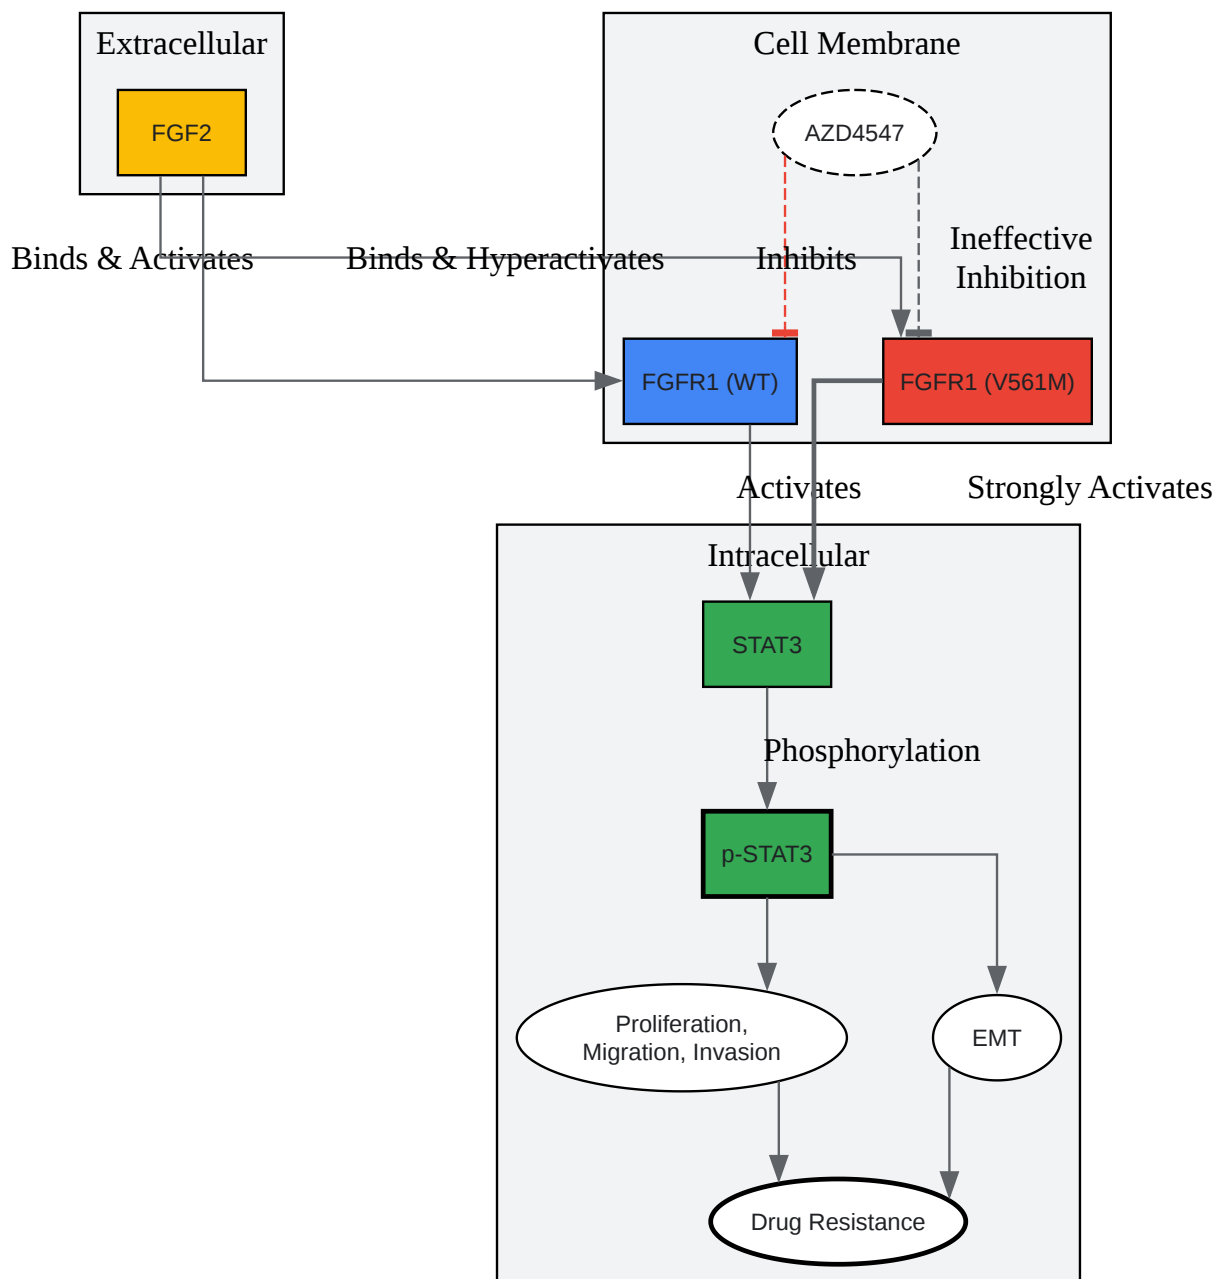 Extracellular
Cell Membrane
FGF2
AZD4547
Binds & Activates
Binds & Hyperactivates
Inhibits
Ineffective
Inhibition
FGFR1 (WT)
FGFR1 (V561M)
Activates
Strongly Activates
Intracellular
STAT3
Phosphorylation
p-STAT3
Proliferation,
Migration, Invasion
EMT
Drug Resistance